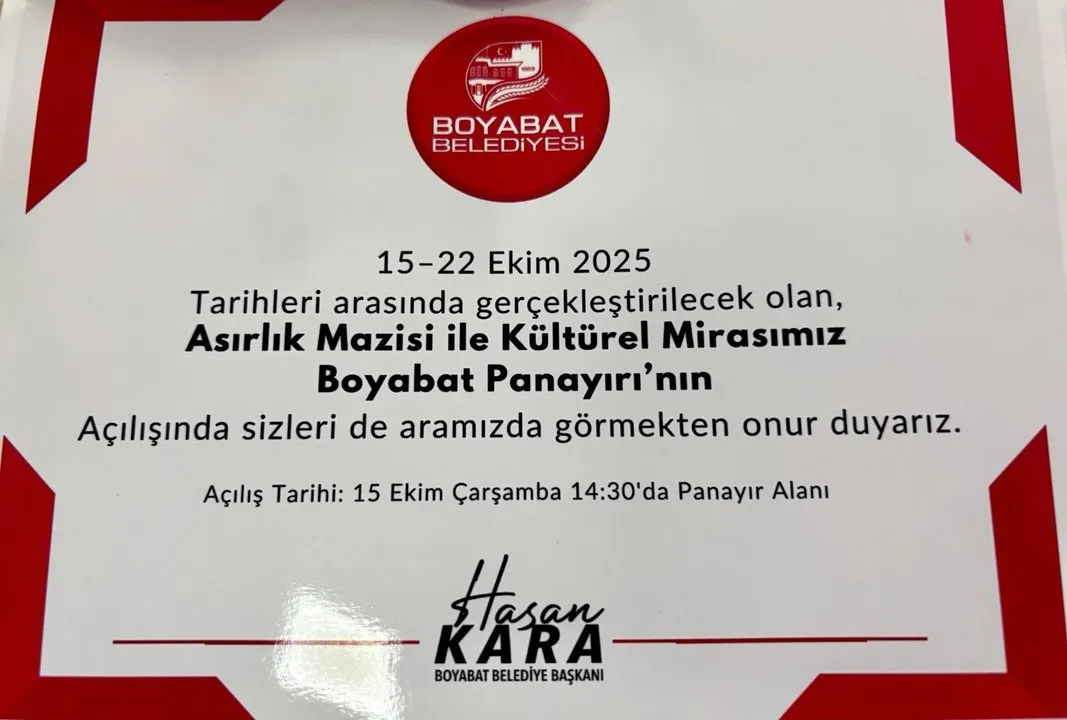 BOYABAT
BELEDİYESİ
15–22 Ekim 2025
Tarihleri arasında gerçekleştirilecek olan,
Asırlık Mazisi ile Kültürel Mirasımız
Boyabat Panayırı'nın
Açılışında sizleri de aramızda görmekten onur duyarız.
Açılış Tarihi: 15 Ekim Çarşamba 14:30'da Panayır Alanı
Hasan
KARA
BOYABAT BELEDİYE BAŞKANI